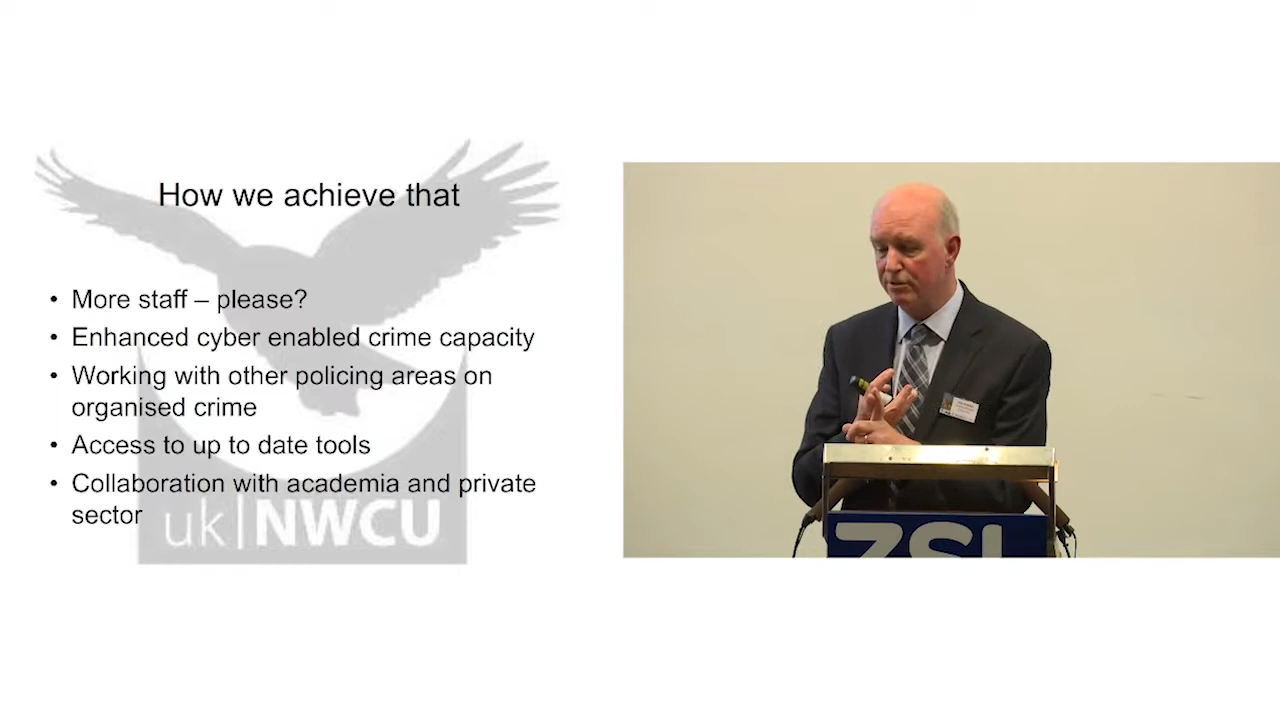 How we achieve that
• More staff – please?
• Enhanced cyber enabled crime capacity
• Working with other policing areas on
organised crime
• Access to up to date tools
• Collaboration with academia and private
sector
uk|NWCU
ZSL